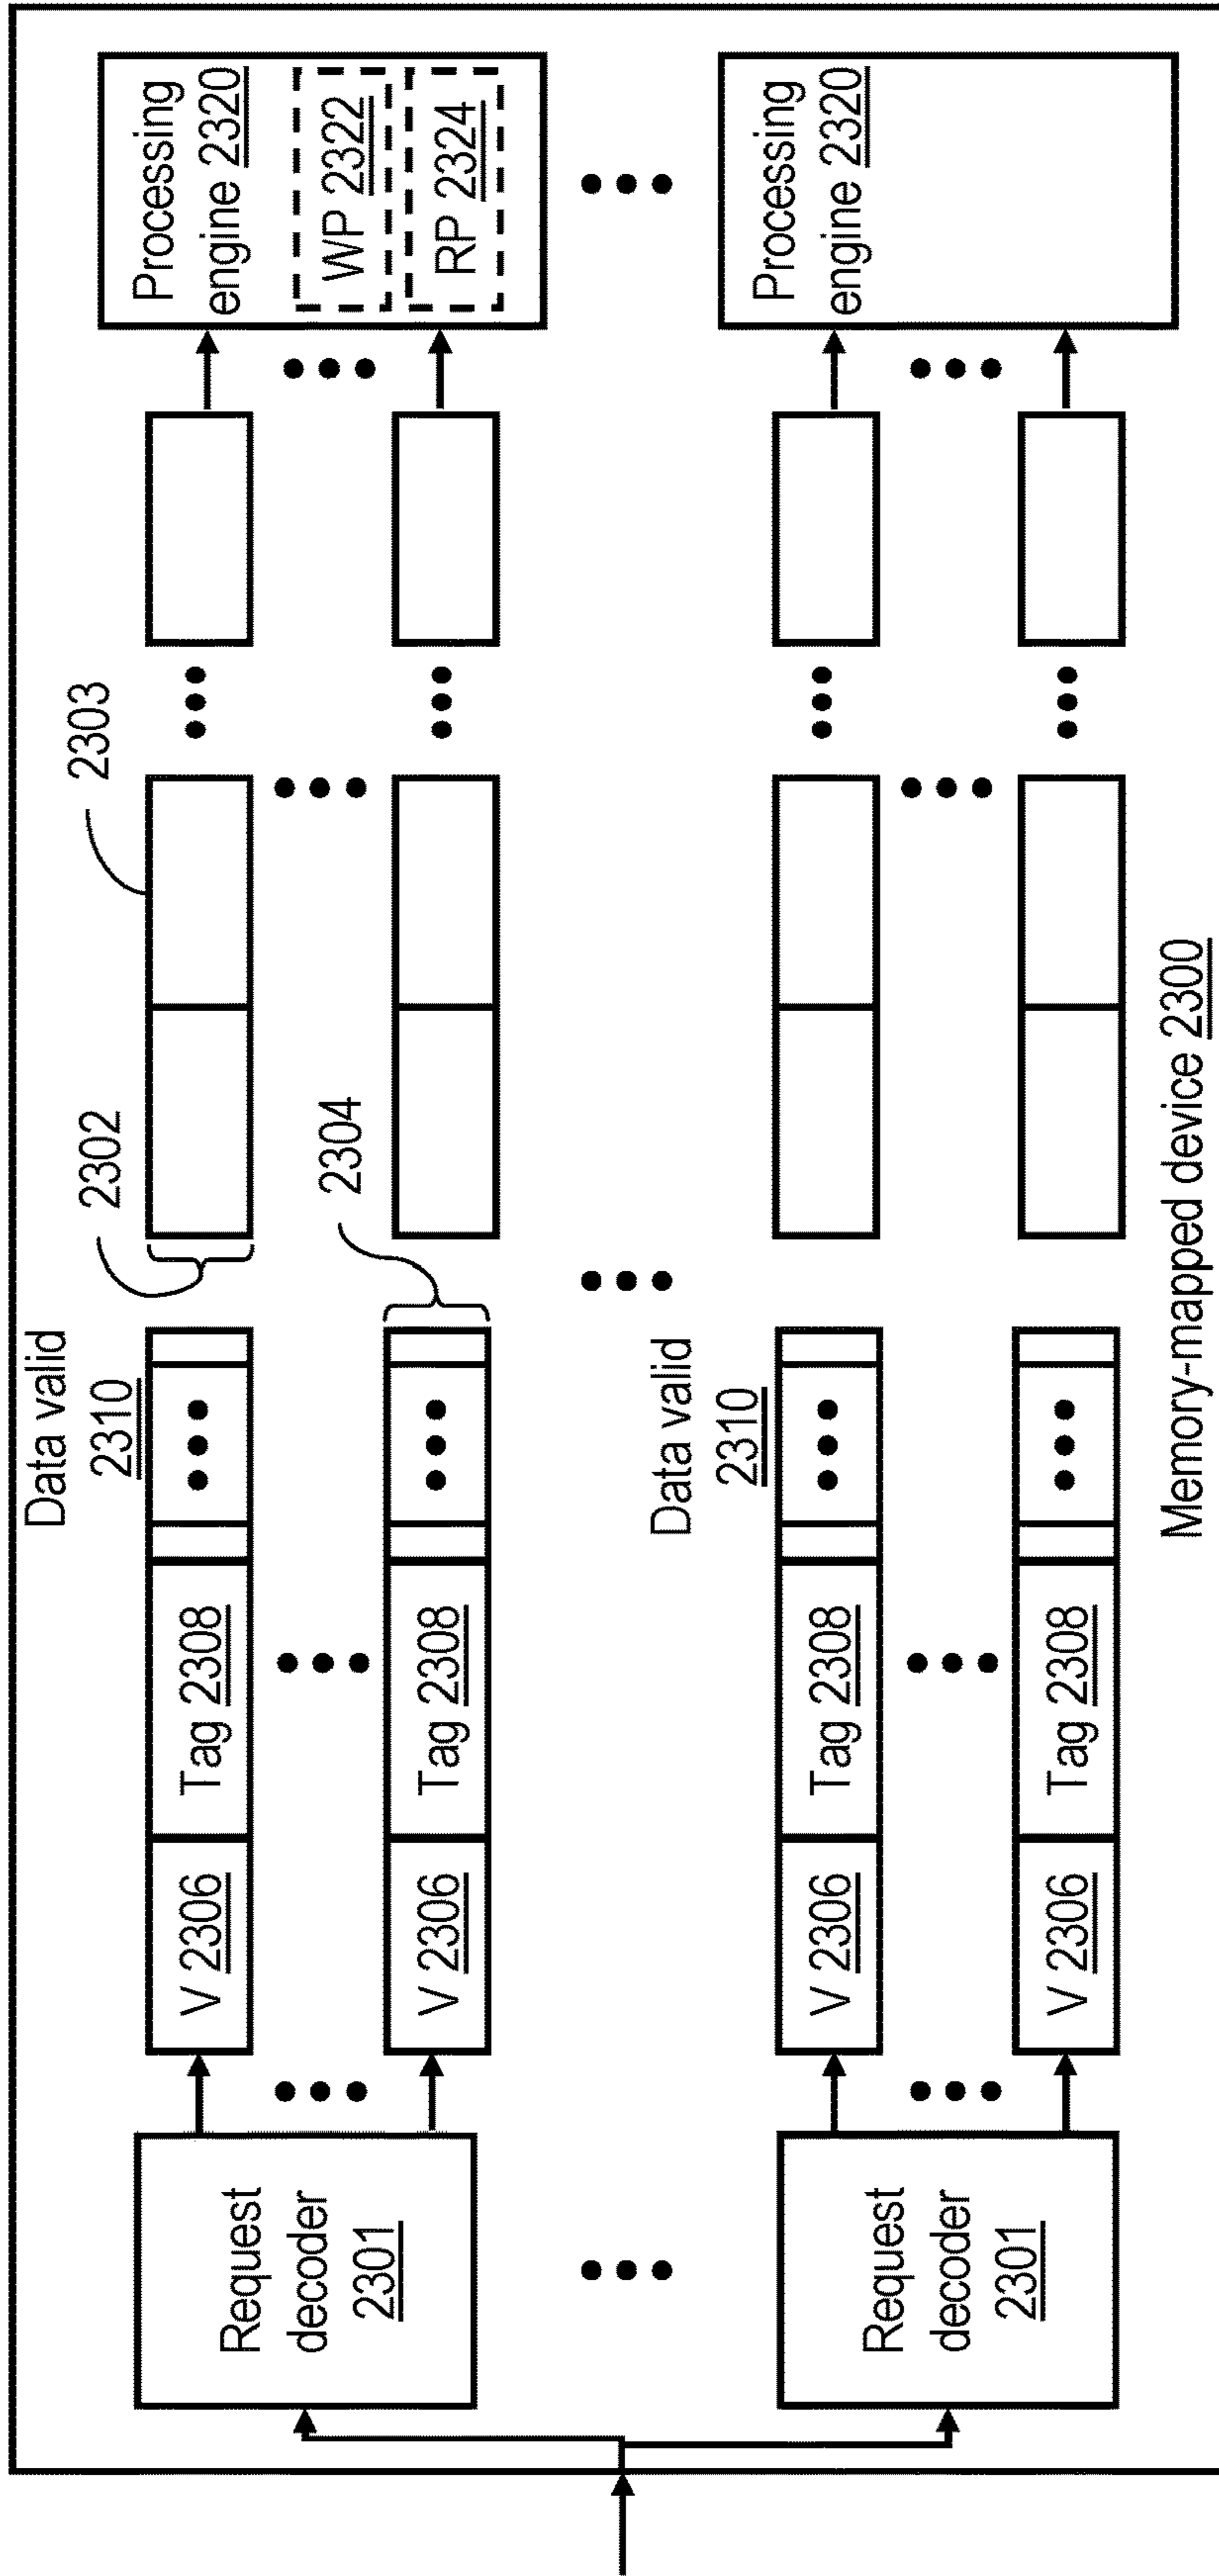 Data valid
2310
2302
2303
Processing
engine 2320
WP 2322
RP 2324
Request
decoder
2301
V 2306
Tag 2308
2304
V 2306
Tag 2308
Data valid
2310
Request
decoder
2301
V 2306
Tag 2308
V 2306
Tag 2308
Processing
engine 2320
Memory-mapped device 2300